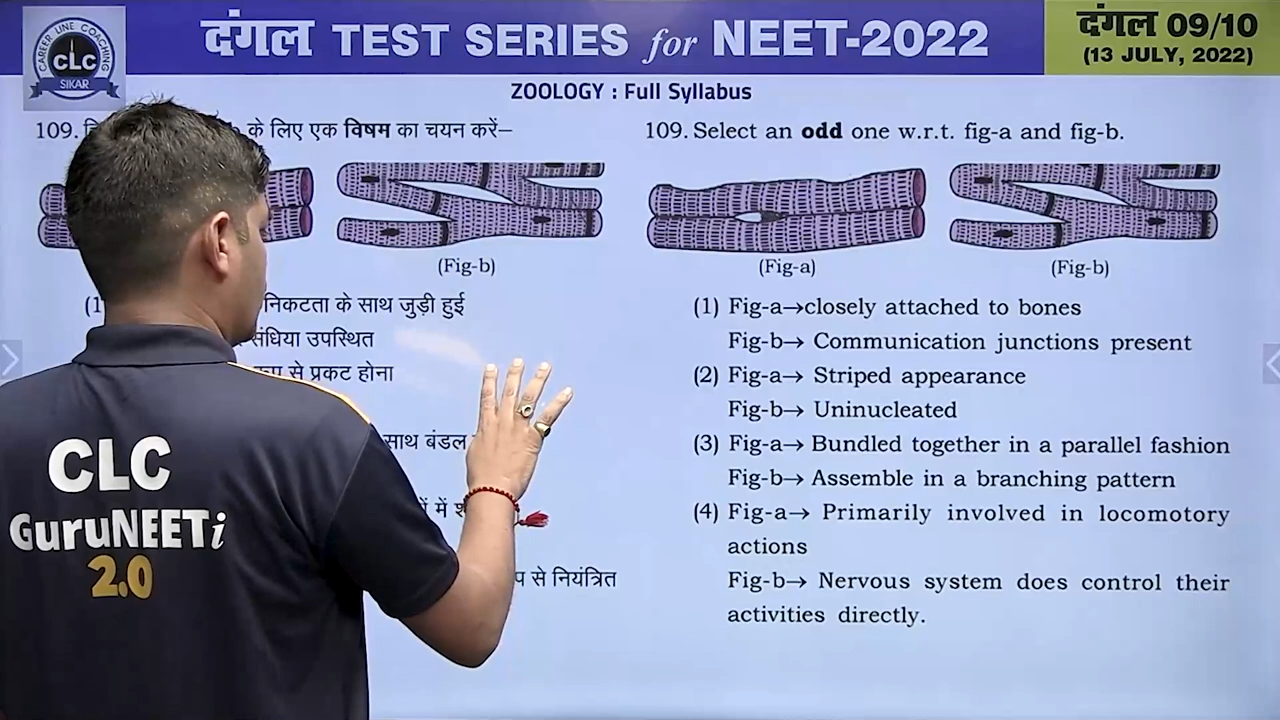 दंगल TEST SERIES for NEET-2022
दंगल 09/10
(13 JULY, 2022)
CAREER LINE COACHING
CLC
SIKAR
ZOOLOGY : Full Syllabus
109. के लिए एक विषम का चयन करें–
(Fig-b)
(1 निकटता के साथ जुड़ी हुई
संधिया उपस्थित
से प्रकट होना
साथ बंडल
में
से नियंत्रित
109. Select an odd one w.r.t. fig-a and fig-b.
(Fig-a) (Fig-b)
(1) Fig-a→closely attached to bones
Fig-b→ Communication junctions present
(2) Fig-a→ Striped appearance
Fig-b→ Uninucleated
(3) Fig-a→ Bundled together in a parallel fashion
Fig-b→ Assemble in a branching pattern
(4) Fig-a→ Primarily involved in locomotory
actions
Fig-b→ Nervous system does control their
activities directly.
CLC
GuruNEETi
2.0